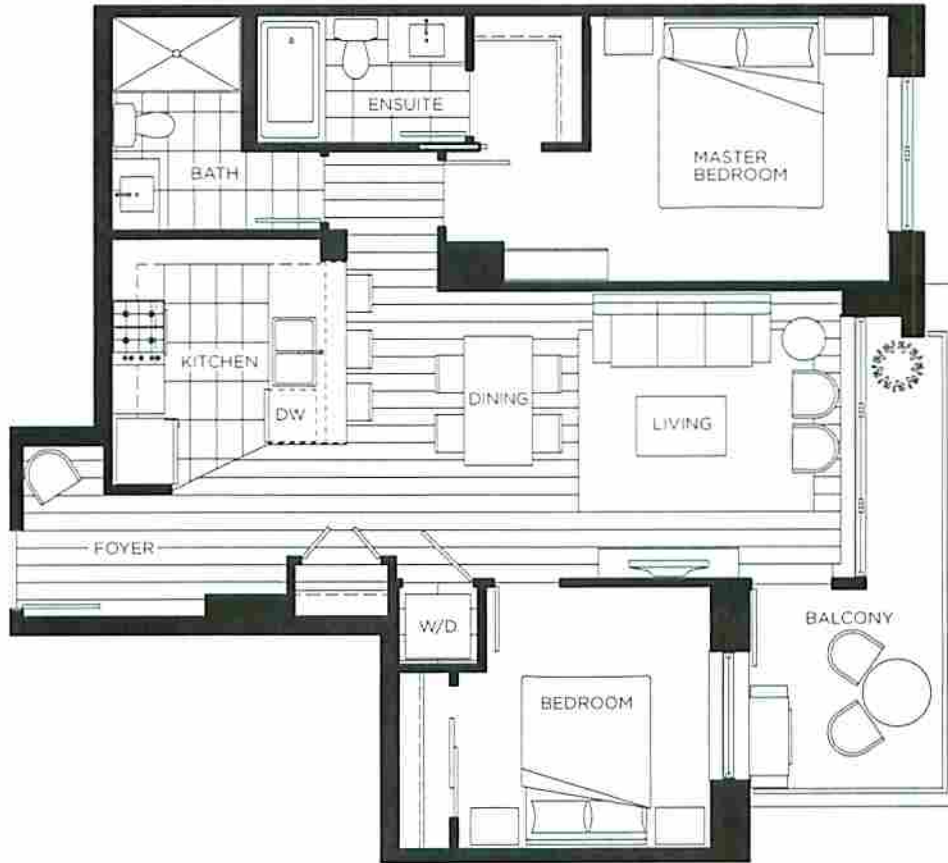 ENSUITE
BATH
MASTER
BEDROOM
KITCHEN
DW
DINING
LIVING
FOYER
W/D
BALCONY
BEDROOM